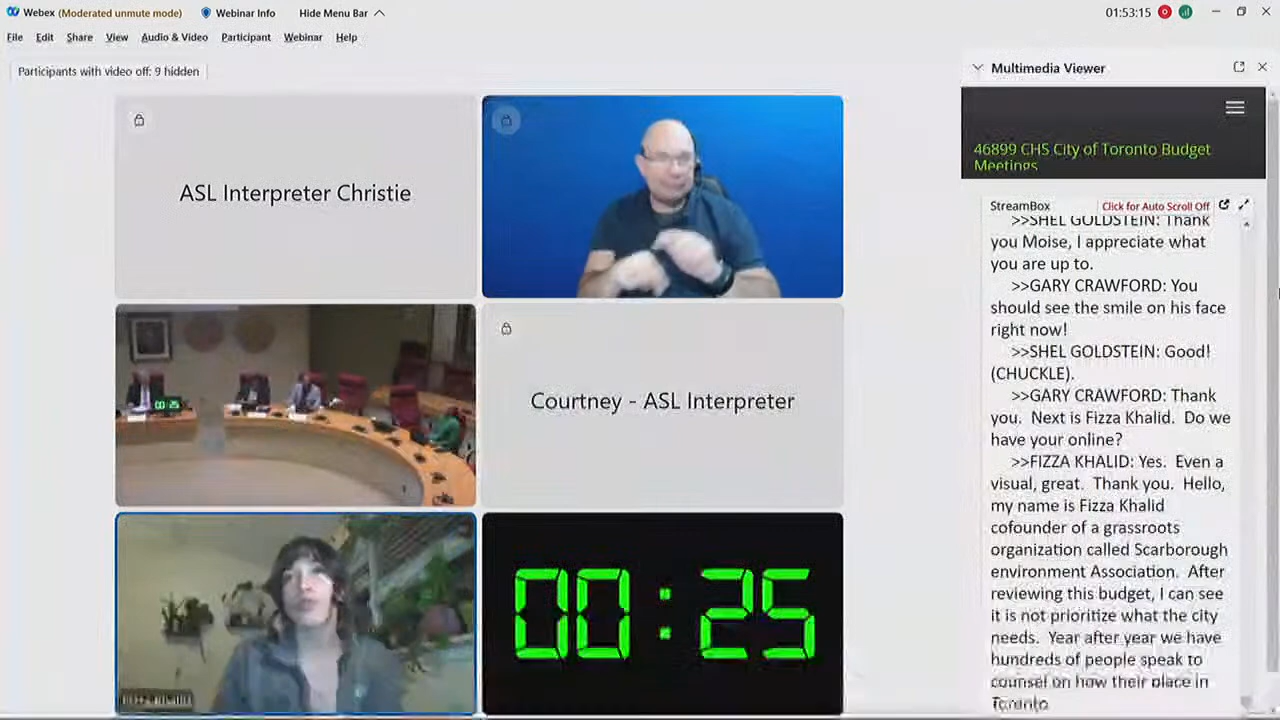 Webex (Moderated unmute mode) Webinar Info Hide Menu Bar
01:53:15
File Edit Share View Audio & Video Participant Webinar Help
Participants with video off: 9 hidden
ASL Interpreter Christie
00:25
Courtney - ASL Interpreter
00:25
Multimedia Viewer
46899 CHS City of Toronto Budget
Meetings
StreamBox Click for Auto Scroll Off
>>SHEL GOLDSTEIN: Thank
you Moise, I appreciate what
you are up to.
>>GARY CRAWFORD: You
should see the smile on his face
right now!
>>SHEL GOLDSTEIN: Good!
(CHUCKLE).
>>GARY CRAWFORD: Thank
you. Next is Fizza Khalid. Do we
have your online?
>>FIZZA KHALID: Yes. Even a
visual, great. Thank you. Hello,
my name is Fizza Khalid
cofounder of a grassroots
organization called Scarborough
environment Association. After
reviewing this budget, I can see
it is not prioritize what the city
needs. Year after year we have
hundreds of people speak to
counsel on how their place in
Toronto